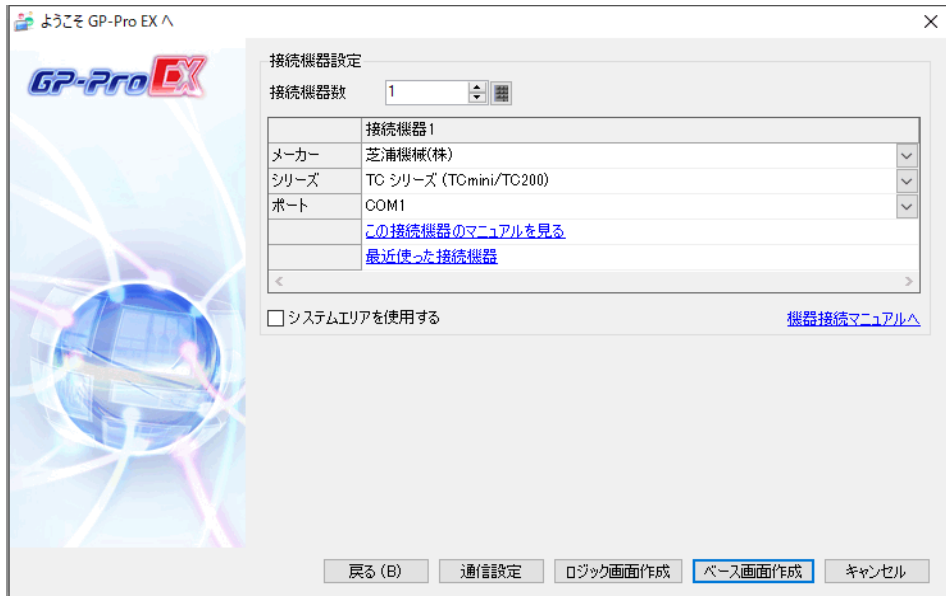 ようこそ GP-Pro EX へ
GP-Pro EX
接続機器設定
接続機器数 1
接続機器1
メーカー 芝浦機械(株)
シリーズ TC シリーズ (TCmini/TC200)
ポート COM1
この接続機器のマニュアルを見る
最近使った接続機器
システムエリアを使用する 機器接続マニュアルへ
戻る (B) 通信設定 ロジック画面作成 ベース画面作成 キャンセル